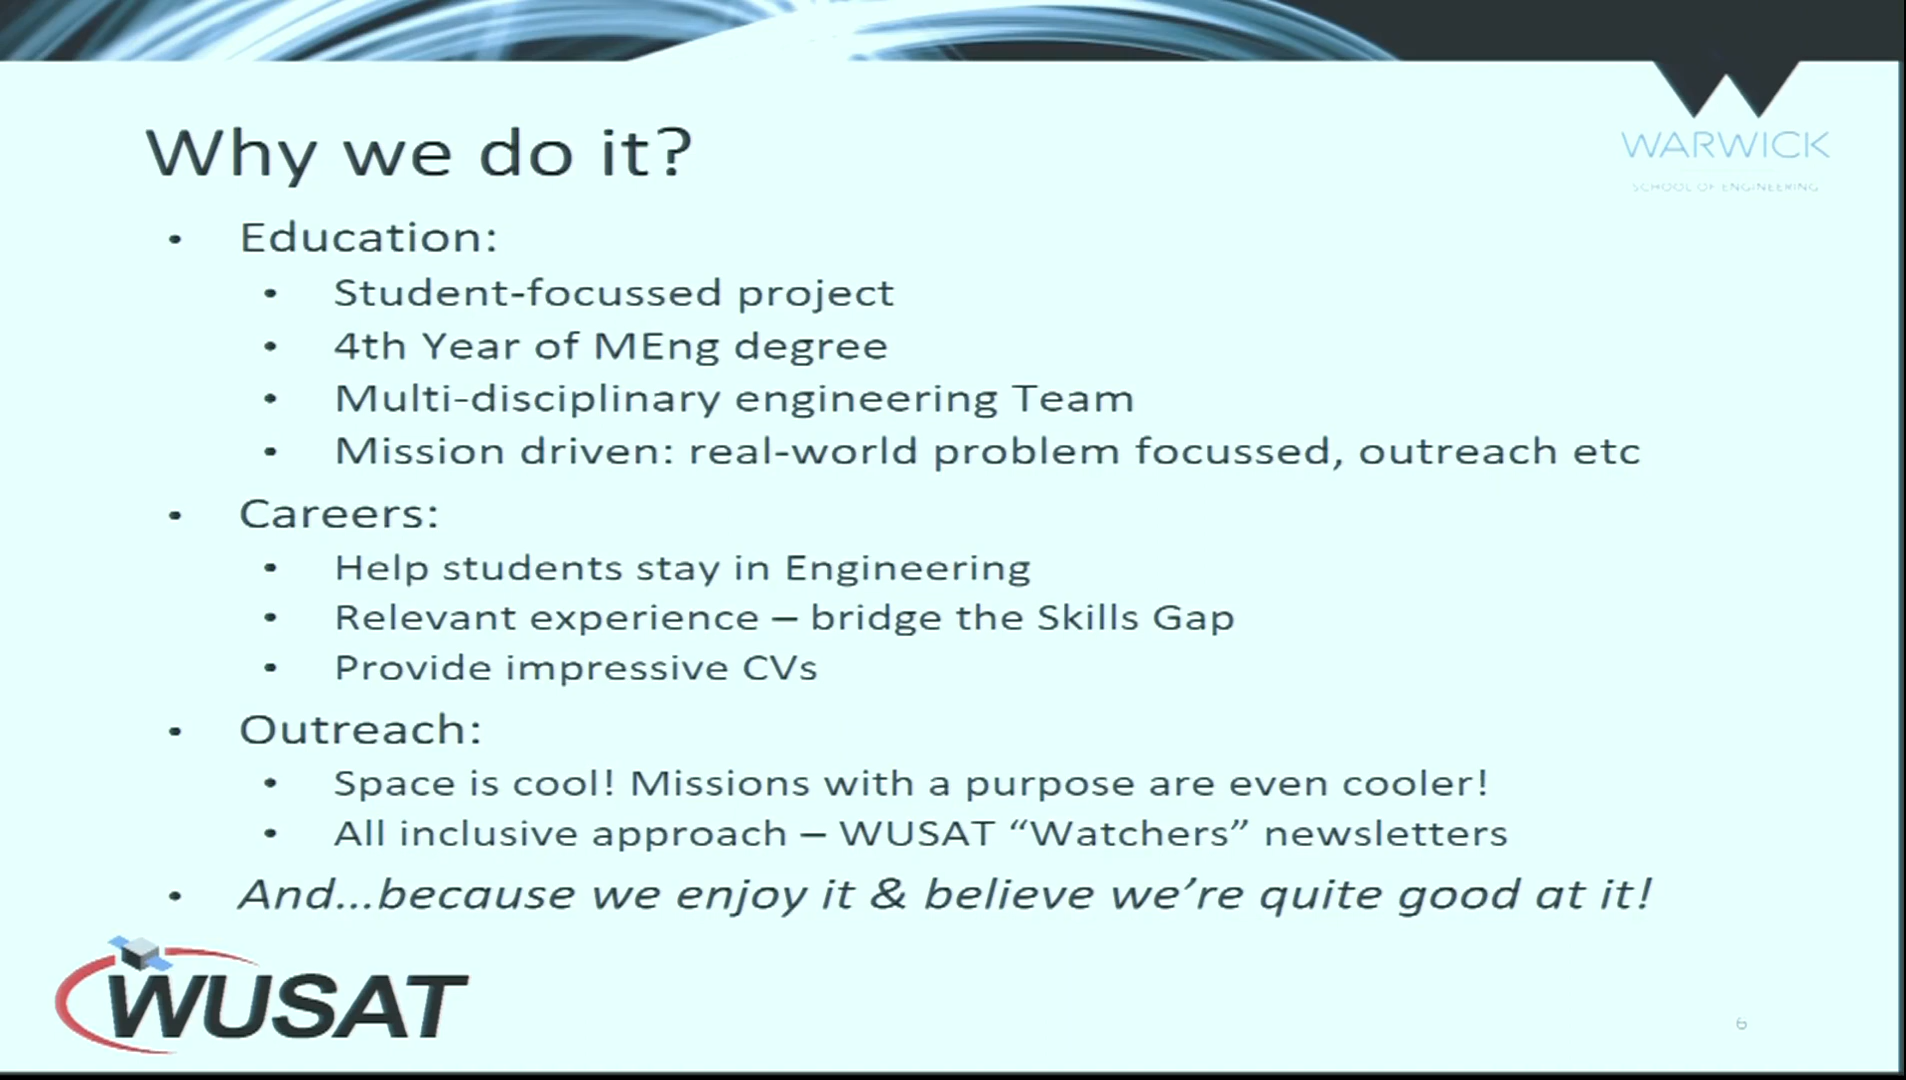 WARWICK
SCHOOL OF ENGINEERING
Why we do it?
• Education:
• Student-focussed project
• 4th Year of MEng degree
• Multi-disciplinary engineering Team
• Mission driven: real-world problem focussed, outreach etc
• Careers:
• Help students stay in Engineering
• Relevant experience – bridge the Skills Gap
• Provide impressive CVs
• Outreach:
• Space is cool! Missions with a purpose are even cooler!
• All inclusive approach – WUSAT “Watchers” newsletters
• And...because we enjoy it & believe we’re quite good at it!
WUSAT
6